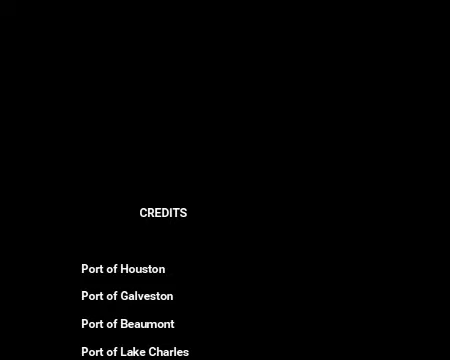 CREDITS
Port of Houston
Port of Galveston
Port of Beaumont
Port of Lake Charles